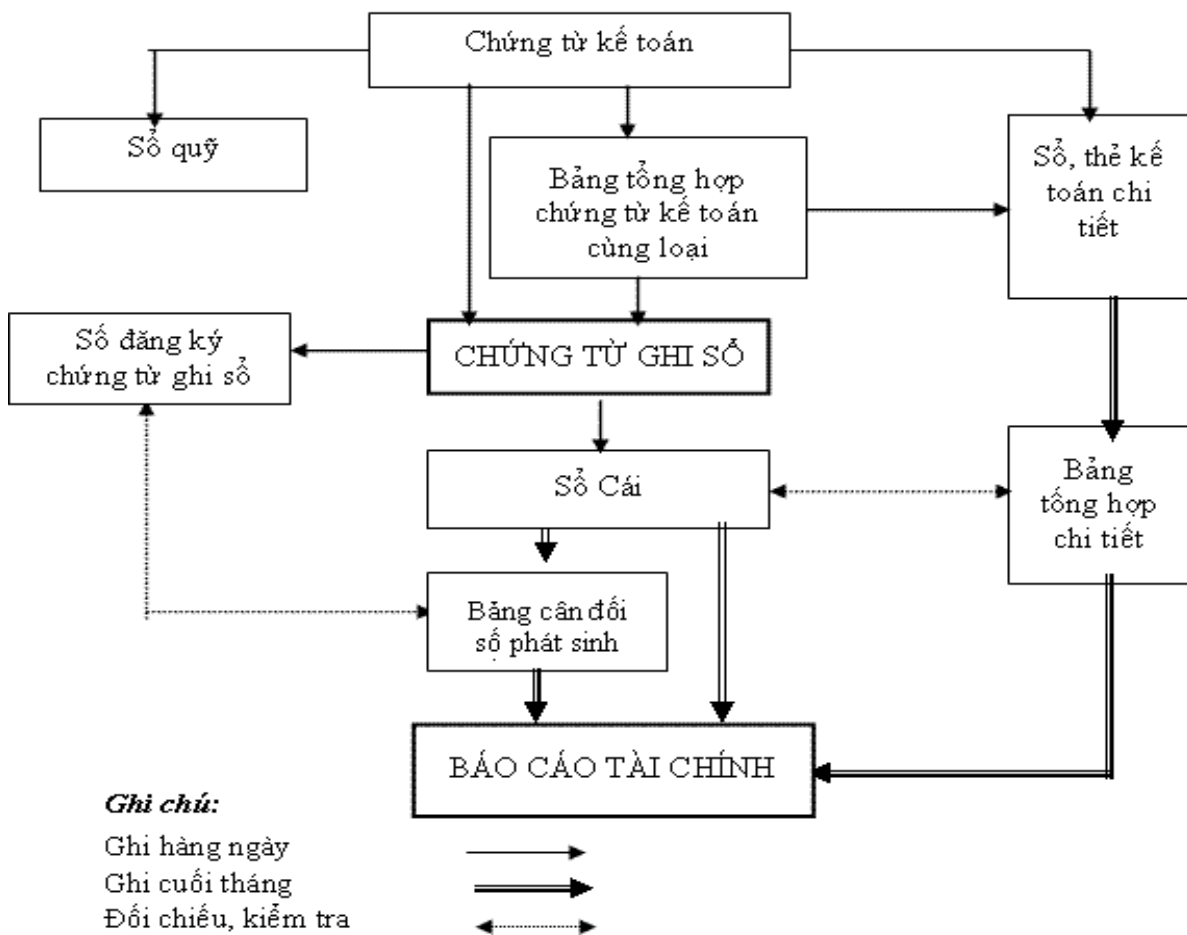 Chứng từ kế toán
Sổ quỹ
Bảng tổng hợp
chứng từ kế toán
cùng loại
Sổ, thẻ kế
toán chi
tiết
Số đăng ký
chứng từ ghi sổ
CHỨNG TỪ GHI SỔ
Sổ Cái
Bảng
tổng hợp
chi tiết
Bảng cân đối
số phát sinh
BÁO CÁO TÀI CHÍNH
Ghi chú:
Ghi hàng ngày
Ghi cuối tháng
Đối chiếu, kiểm tra